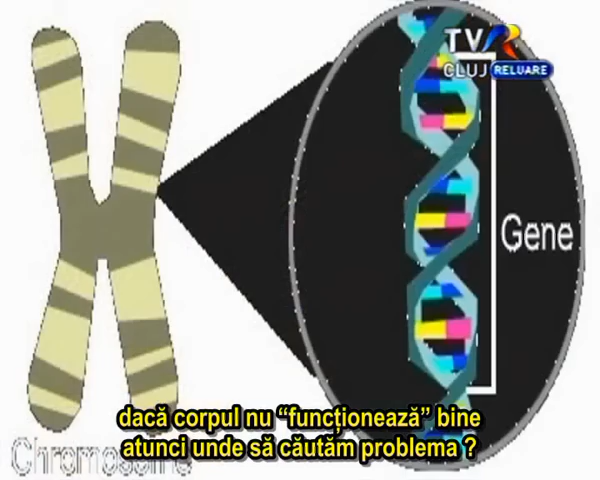 TVR
CLUJ RELUARE
Gene
dacă corpul nu “funcționează” bine
atunci unde să căutăm problema ?
Chromosome